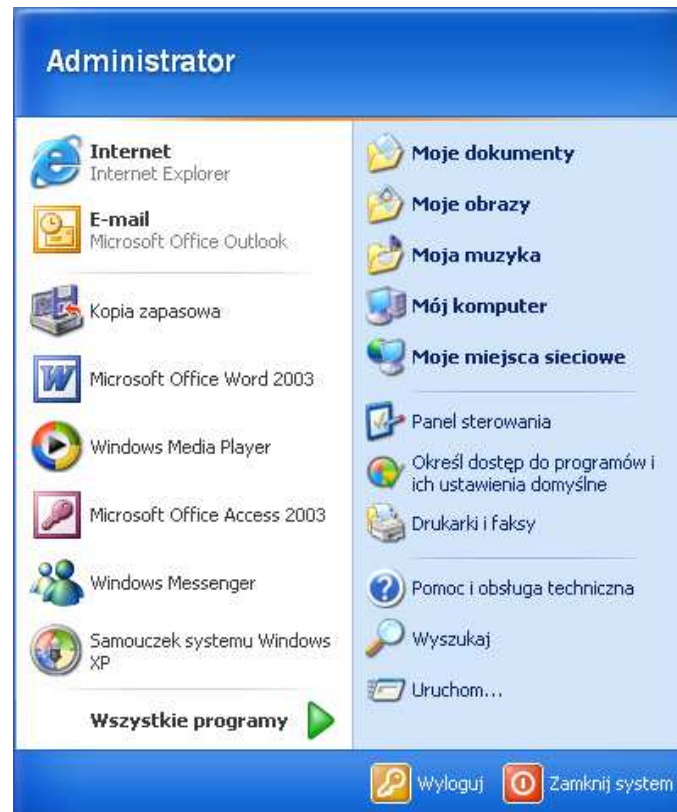 Administrator
Internet
Internet Explorer
E-mail
Microsoft Office Outlook
Kopia zapasowa
Microsoft Office Word 2003
Windows Media Player
Microsoft Office Access 2003
Windows Messenger
Samouczek systemu Windows
XP
Wszystkie programy
Moje dokumenty
Moje obrazy
Moja muzyka
Mój komputer
Moje miejsca sieciowe
Panel sterowania
Określ dostęp do programów i
ich ustawienia domyślne
Drukarki i faksy
Pomoc i obsługa techniczna
Wyszukaj
Uruchom...
Wyloguj
Zamknij system